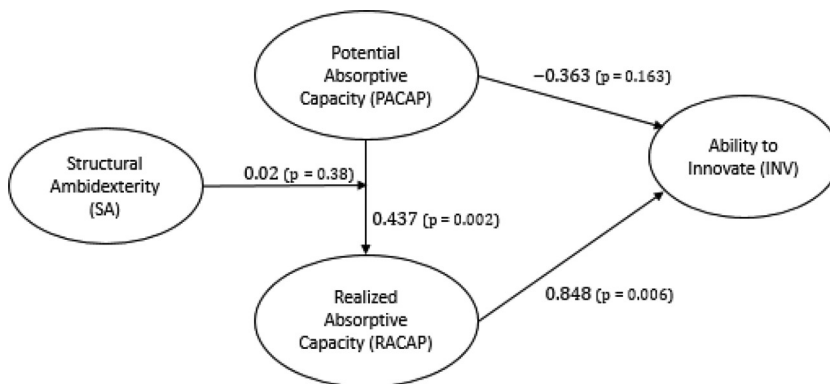 Potential
Absorptive
Capacity (PACAP)
−0.363 (p = 0.163)
Ability to
Innovate (INV)
Structural
Ambidexterity
(SA)
0.02 (p = 0.38)
0.437 (p = 0.002)
Realized
Absorptive
Capacity (RACAP)
0.848 (p = 0.006)